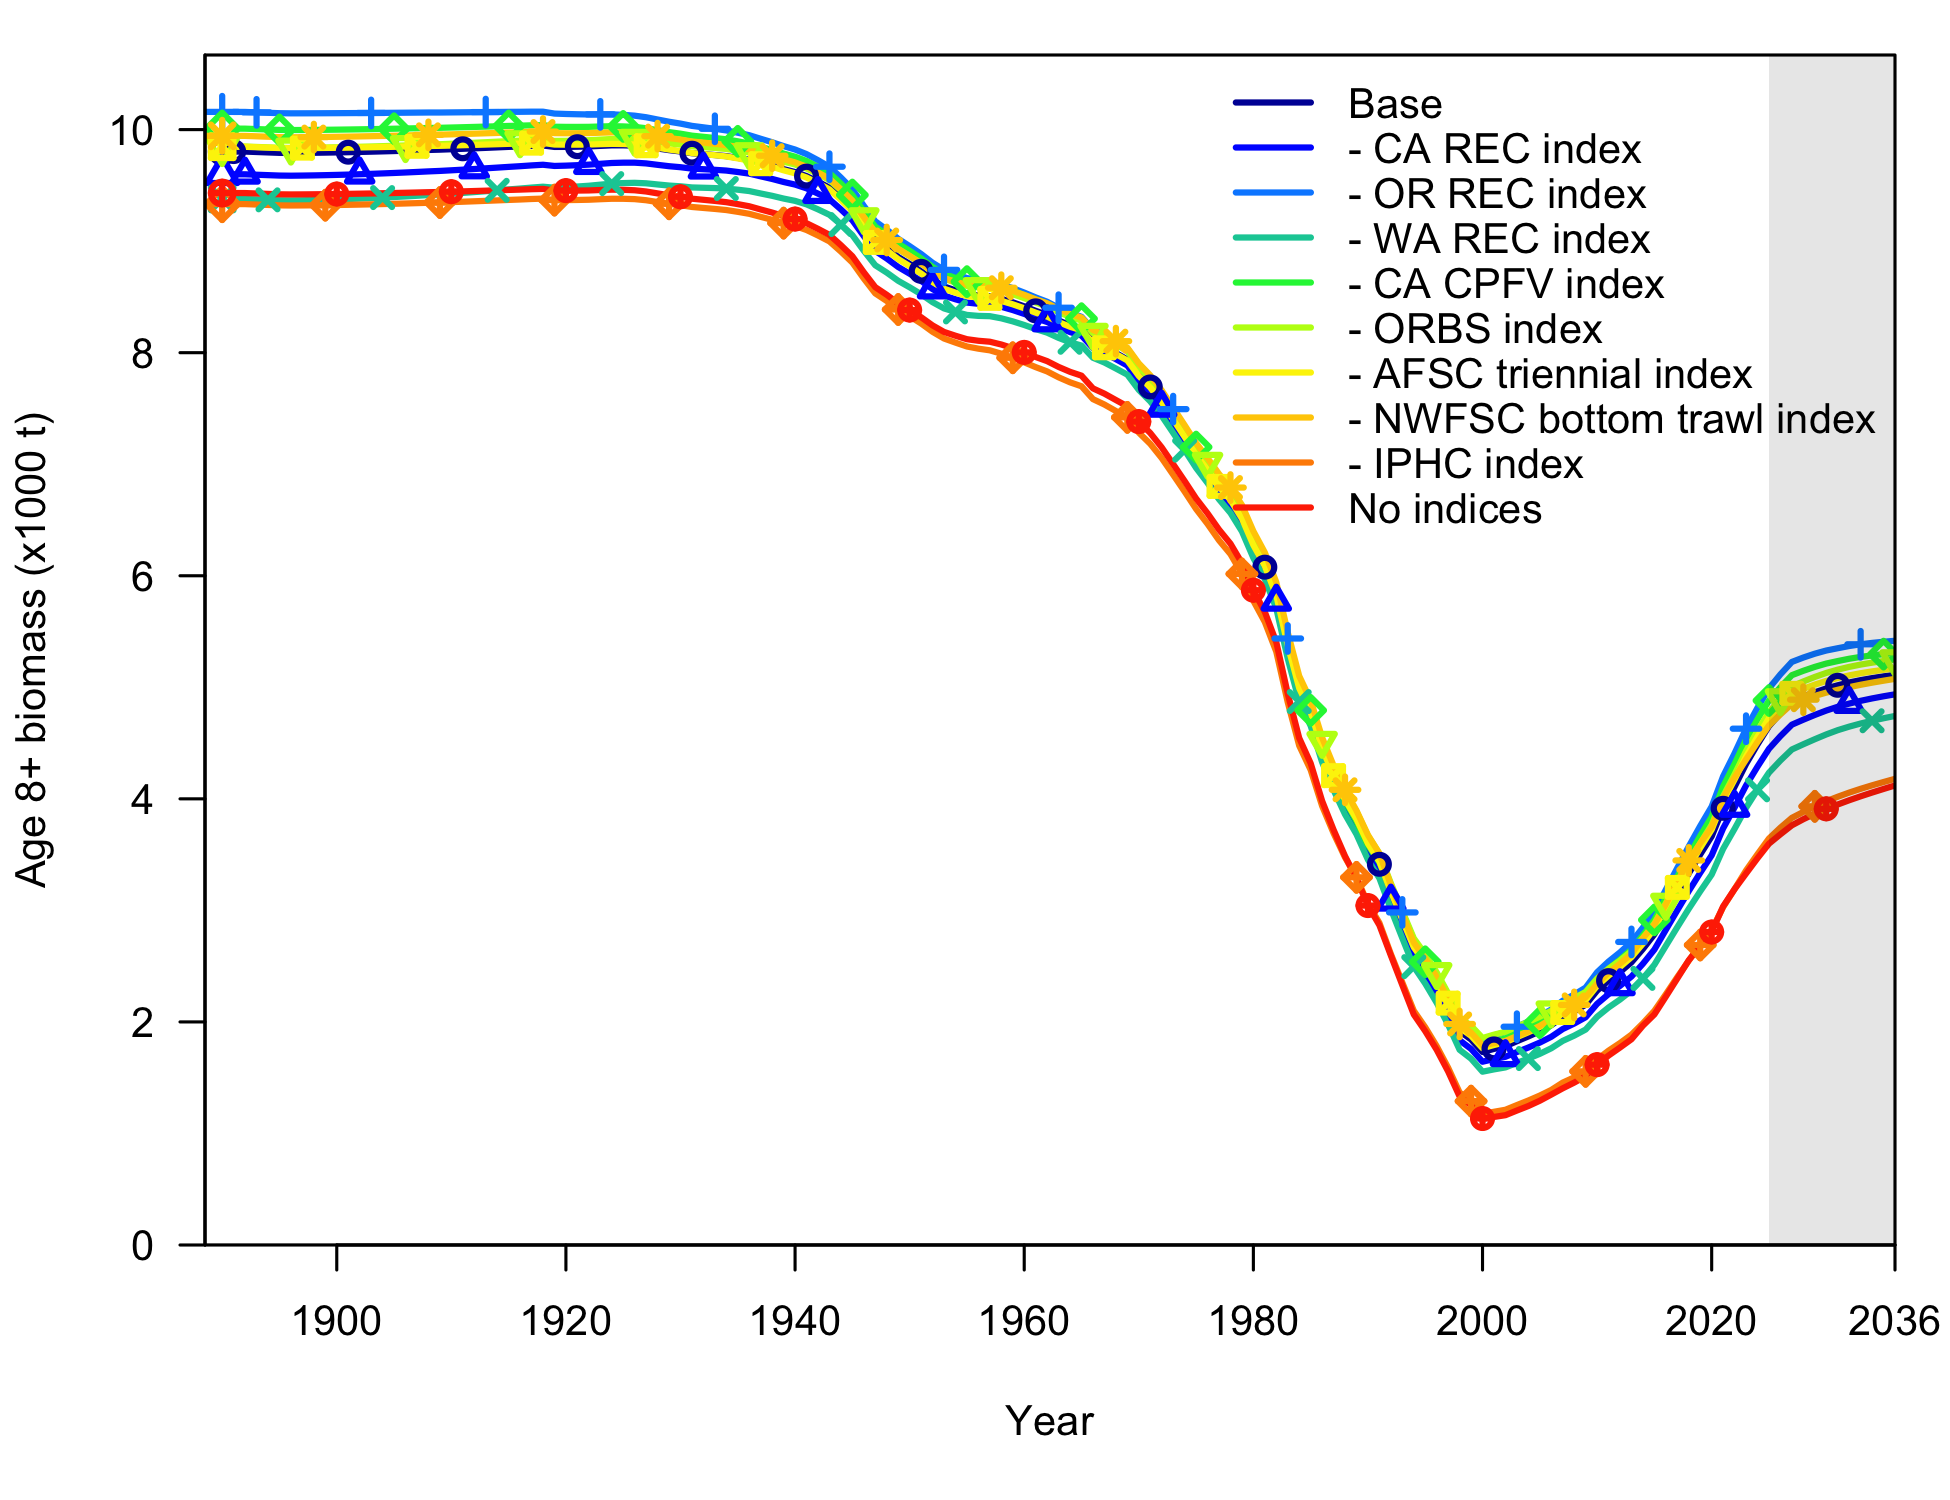 Base
- CA REC index
- OR REC index
- WA REC index
- CA CPFV index
- ORBS index
- AFSC triennial index
- NWFSC bottom trawl index
- IPHC index
No indices
Age 8+ biomass (x1000 t)
10
8
6
4
2
0
1900 1920 1940 1960 1980 2000 2020 2036
Year